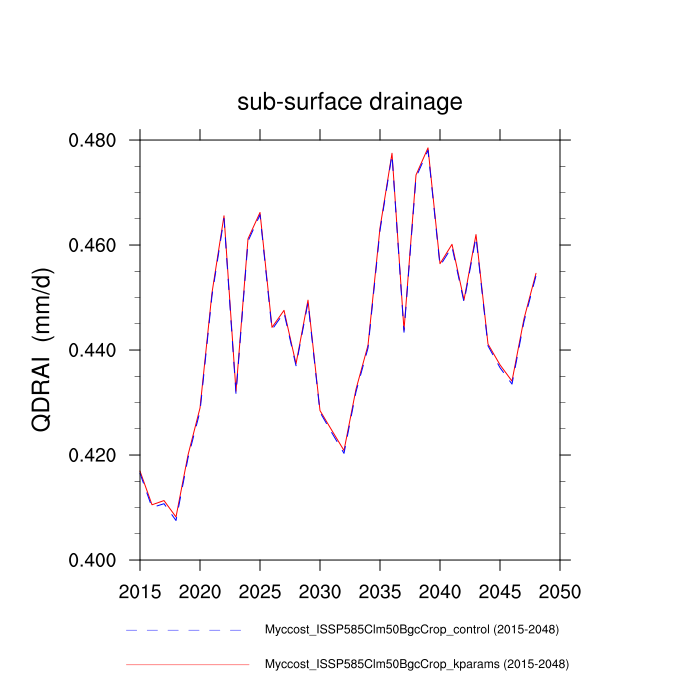 sub-surface drainage
QDRAI (mm/d)
0.480
0.460
0.440
0.420
0.400
2015 2020 2025 2030 2035 2040 2045 2050
Myccost_ISSP585Clm50BgcCrop_control (2015-2048)
Myccost_ISSP585Clm50BgcCrop_kparams (2015-2048)